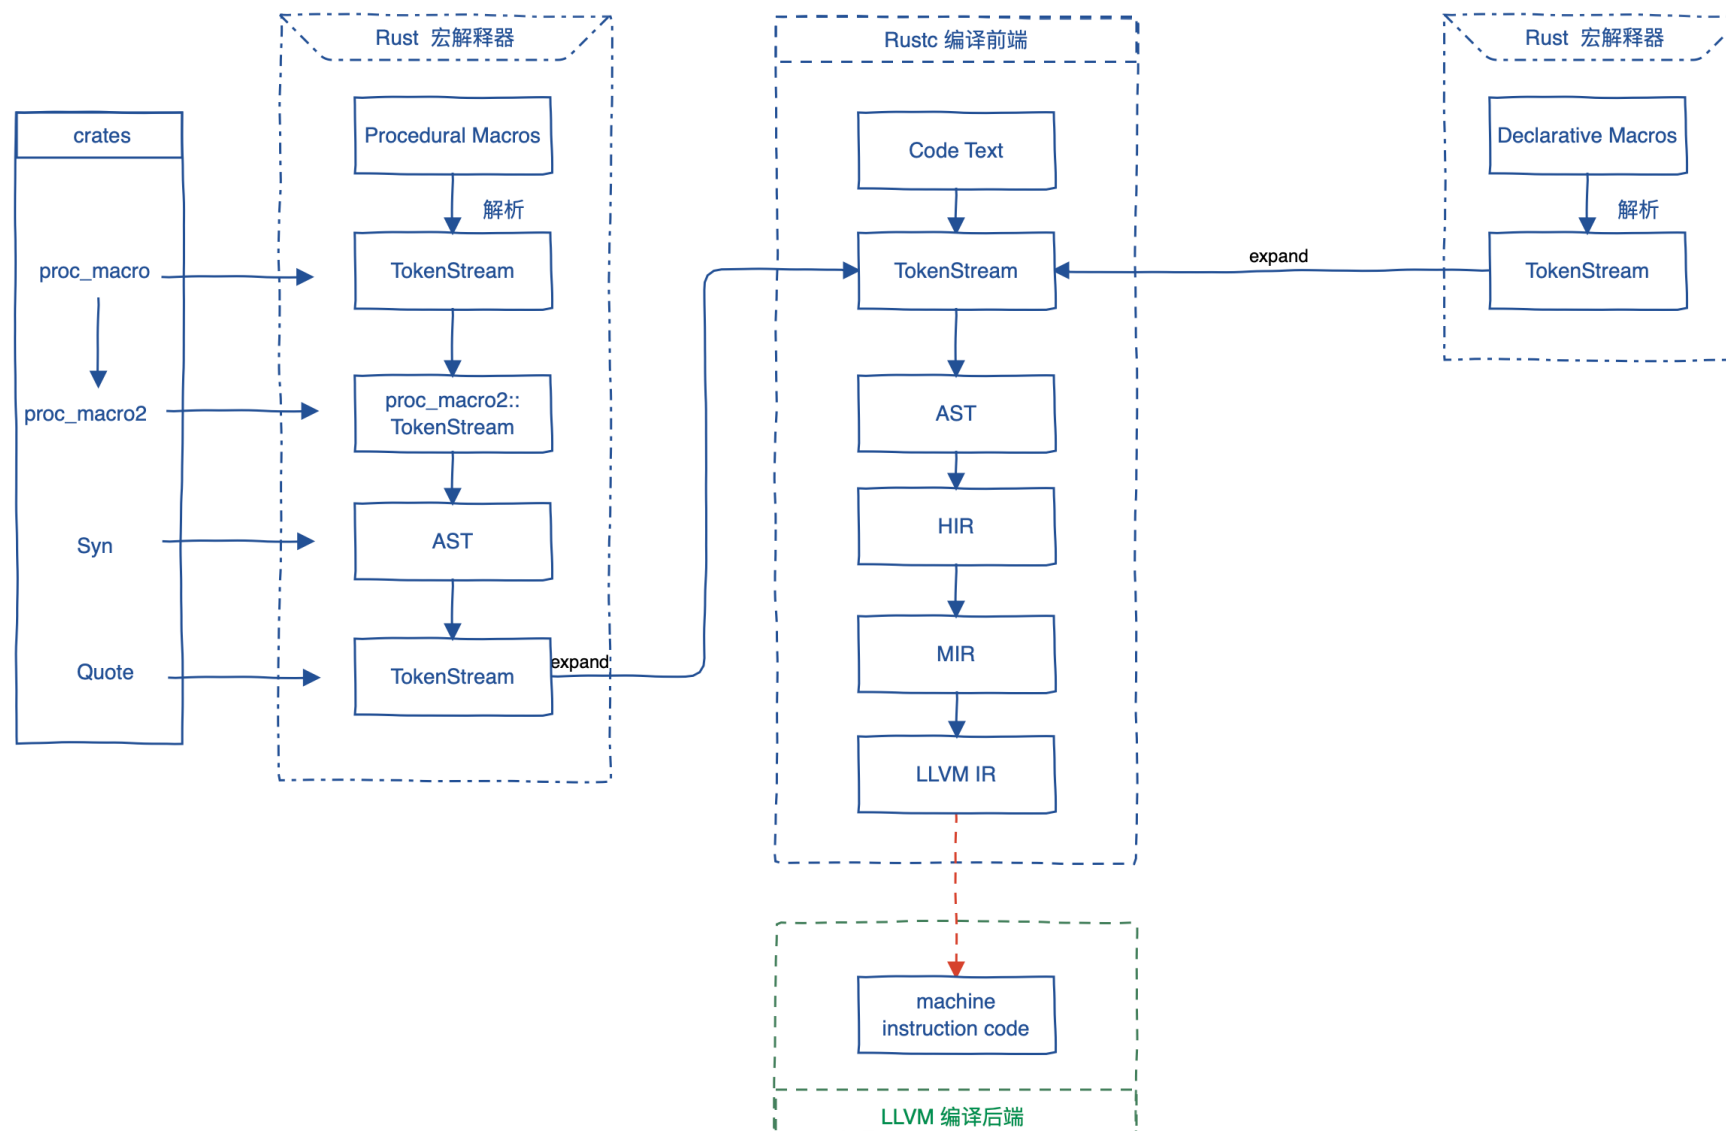 crates
proc_macro
proc_macro2
Syn
Quote
Rust 宏解释器
Procedural Macros
解析
TokenStream
proc_macro2::
TokenStream
AST
TokenStream
expand
Rustc 编译前端
Code Text
TokenStream
AST
HIR
MIR
LLVM IR
machine
instruction code
LLVM 编译后端
expand
Rust 宏解释器
Declarative Macros
解析
TokenStream